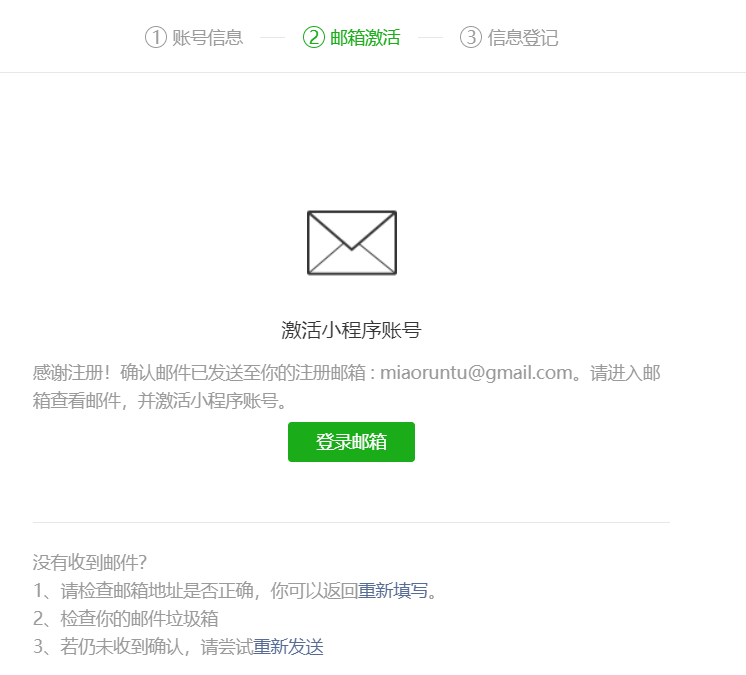 ① 账号信息 ② 邮箱激活 ③ 信息登记
激活小程序账号
感谢注册！确认邮件已发送至你的注册邮箱 : miaoruntu@gmail.com。请进入邮
箱查看邮件，并激活小程序账号。
登录邮箱
没有收到邮件?
1、请检查邮箱地址是否正确，你可以返回重新填写。
2、检查你的邮件垃圾箱
3、若仍未收到确认，请尝试重新发送